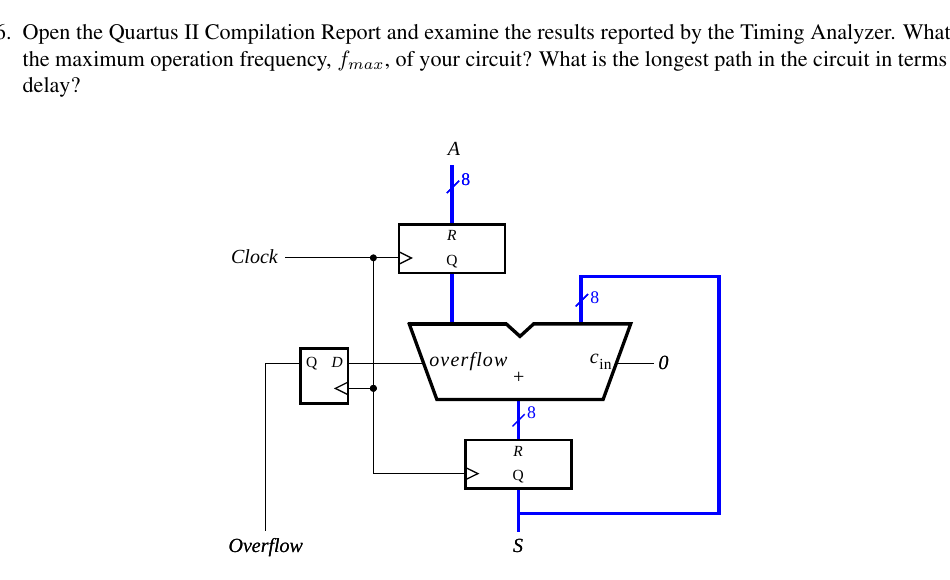 6. Open the Quartus II Compilation Report and examine the results reported by the Timing Analyzer. What
the maximum operation frequency, fmax, of your circuit? What is the longest path in the circuit in terms
delay?
A
8
R
Clock
Q
8
Q D
overflow
cin
0
+
8
R
Q
Overflow
S